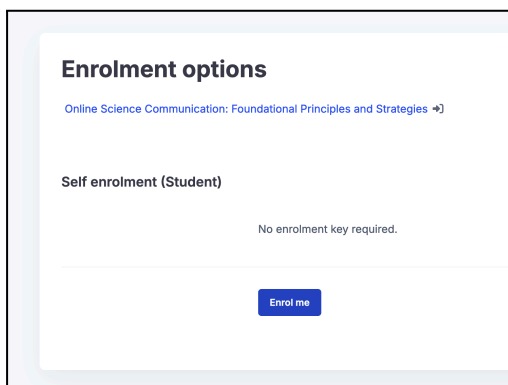 Enrolment options
Online Science Communication: Foundational Principles and Strategies
Self enrolment (Student)
No enrolment key required.
Enrol me